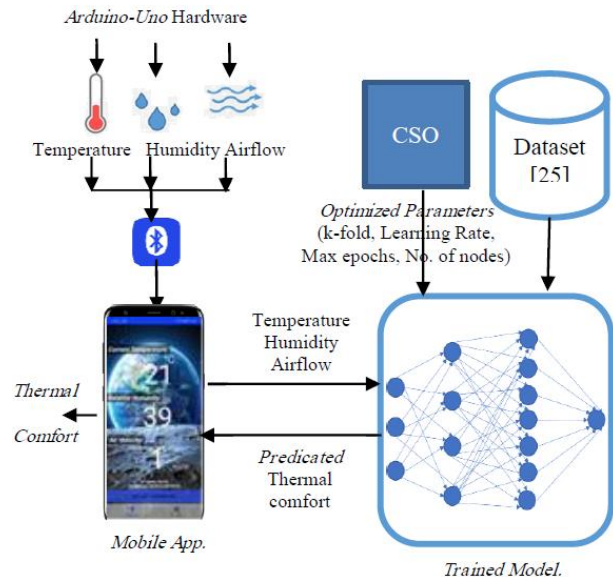 Arduino-Uno Hardware
Temperature Humidity Airflow
CSO
Dataset
[25]
Optimized Parameters
(k-fold, Learning Rate,
Max epochs, No. of nodes)
21
39
1
Thermal
Comfort
Temperature
Humidity
Airflow
Predicated
Thermal
comfort
Mobile App.
Trained Model.